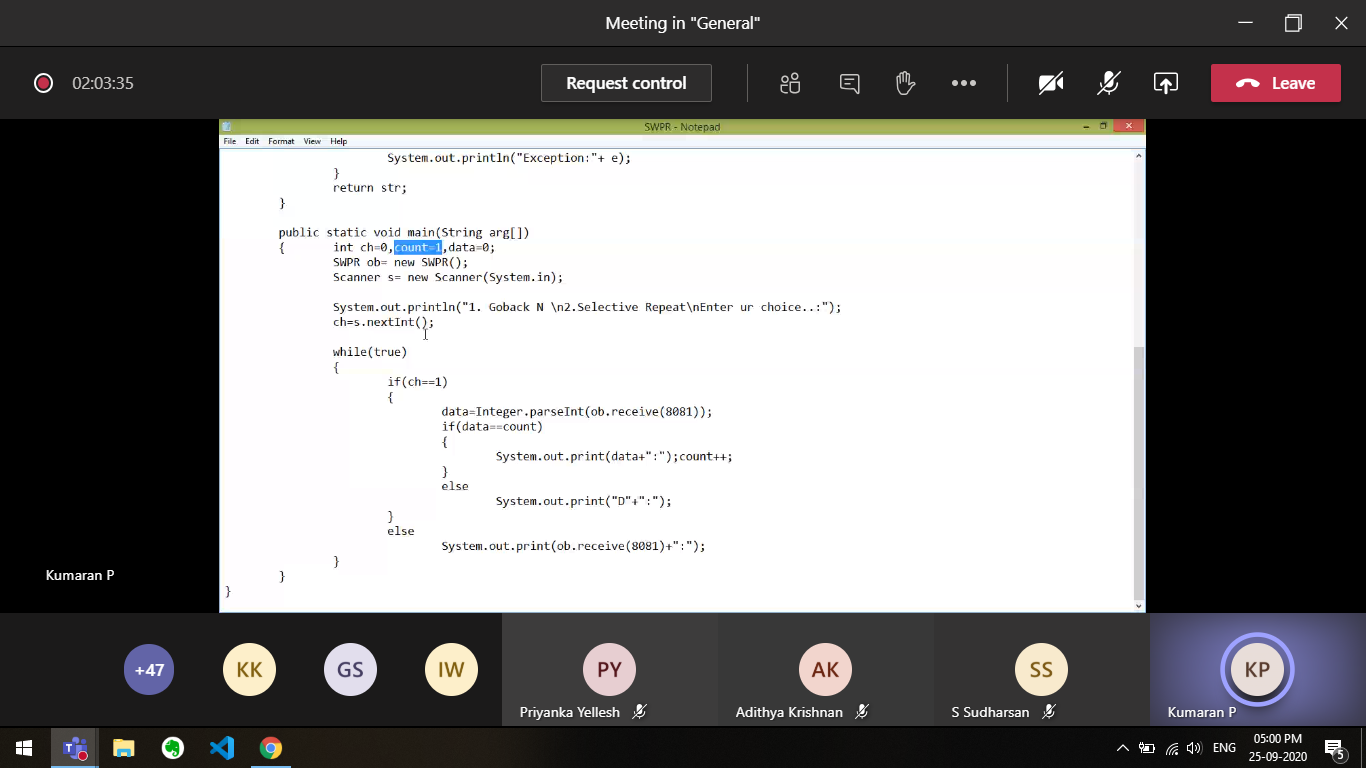 Meeting in "General"
02:03:35
Request control
Leave
SWPR - Notepad
File Edit Format View Help
System.out.println("Exception:"+ e);
}
return str;
}
public static void main(String arg[])
{ int ch=0,count=1,data=0;
SWPR ob= new SWPR();
Scanner s= new Scanner(System.in);
System.out.println("1. Goback N \n2.Selective Repeat\nEnter ur choice..:");
ch=s.nextInt();
while(true)
{
if(ch==1)
{
data=Integer.parseInt(ob.receive(8081));
if(data==count)
{
System.out.print(data+":");count++;
}
else
System.out.print("D"+":");
}
else
System.out.print(ob.receive(8081)+":");
}
}
}
Kumaran P
+47 KK GS IW PY AK SS KP
Priyanka Yellesh Adithya Krishnan S Sudharsan Kumaran P
ENG 05:00 PM
25-09-2020 5